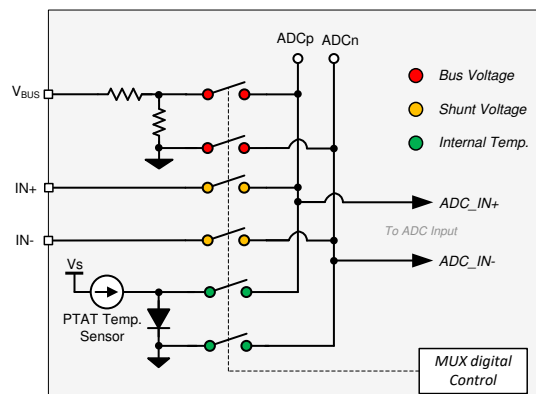 ADCp ADCn
VBUS
Bus Voltage
Shunt Voltage
Internal Temp.
IN+
ADC_IN+
To ADC Input
IN-
ADC_IN-
Vs
PTAT Temp.
Sensor
MUX digital
Control